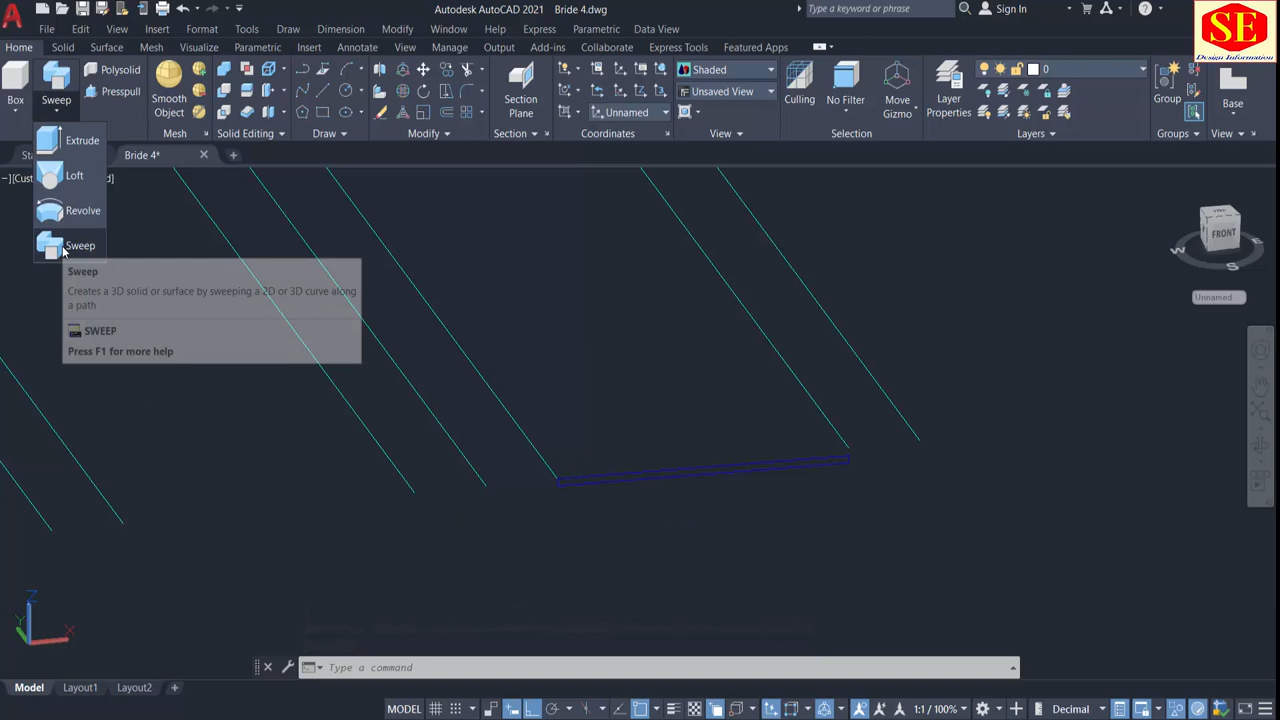 Autodesk AutoCAD 2021 Bride 4.dwg
Type a keyword or phrase
Sign In
SE
Design Information
File Edit View Insert Format Tools Draw Dimension Modify Window Help Express Parametric Data View
Home Solid Surface Mesh Visualize Parametric Insert Annotate View Manage Output Add-ins Collaborate Express Tools Featured Apps
Box
Sweep
Polysolid
Presspull
Smooth Object
Section Plane
Unnamed
Shaded
Unsaved View
Culling
No Filter
Move Gizmo
Layer Properties
0
Group
Base
Mesh Solid Editing Draw Modify Section Coordinates View Selection Layers Groups View
Bride 4*
Extrude
Loft
Revolve
Sweep
Sweep
Creates a 3D solid or surface by sweeping a 2D or 3D curve along
a path
SWEEP
Press F1 for more help
FRONT
W
S
Unnamed
Z
Y
X
Type a command
Model Layout1 Layout2
MODEL
1:1 / 100%
Decimal